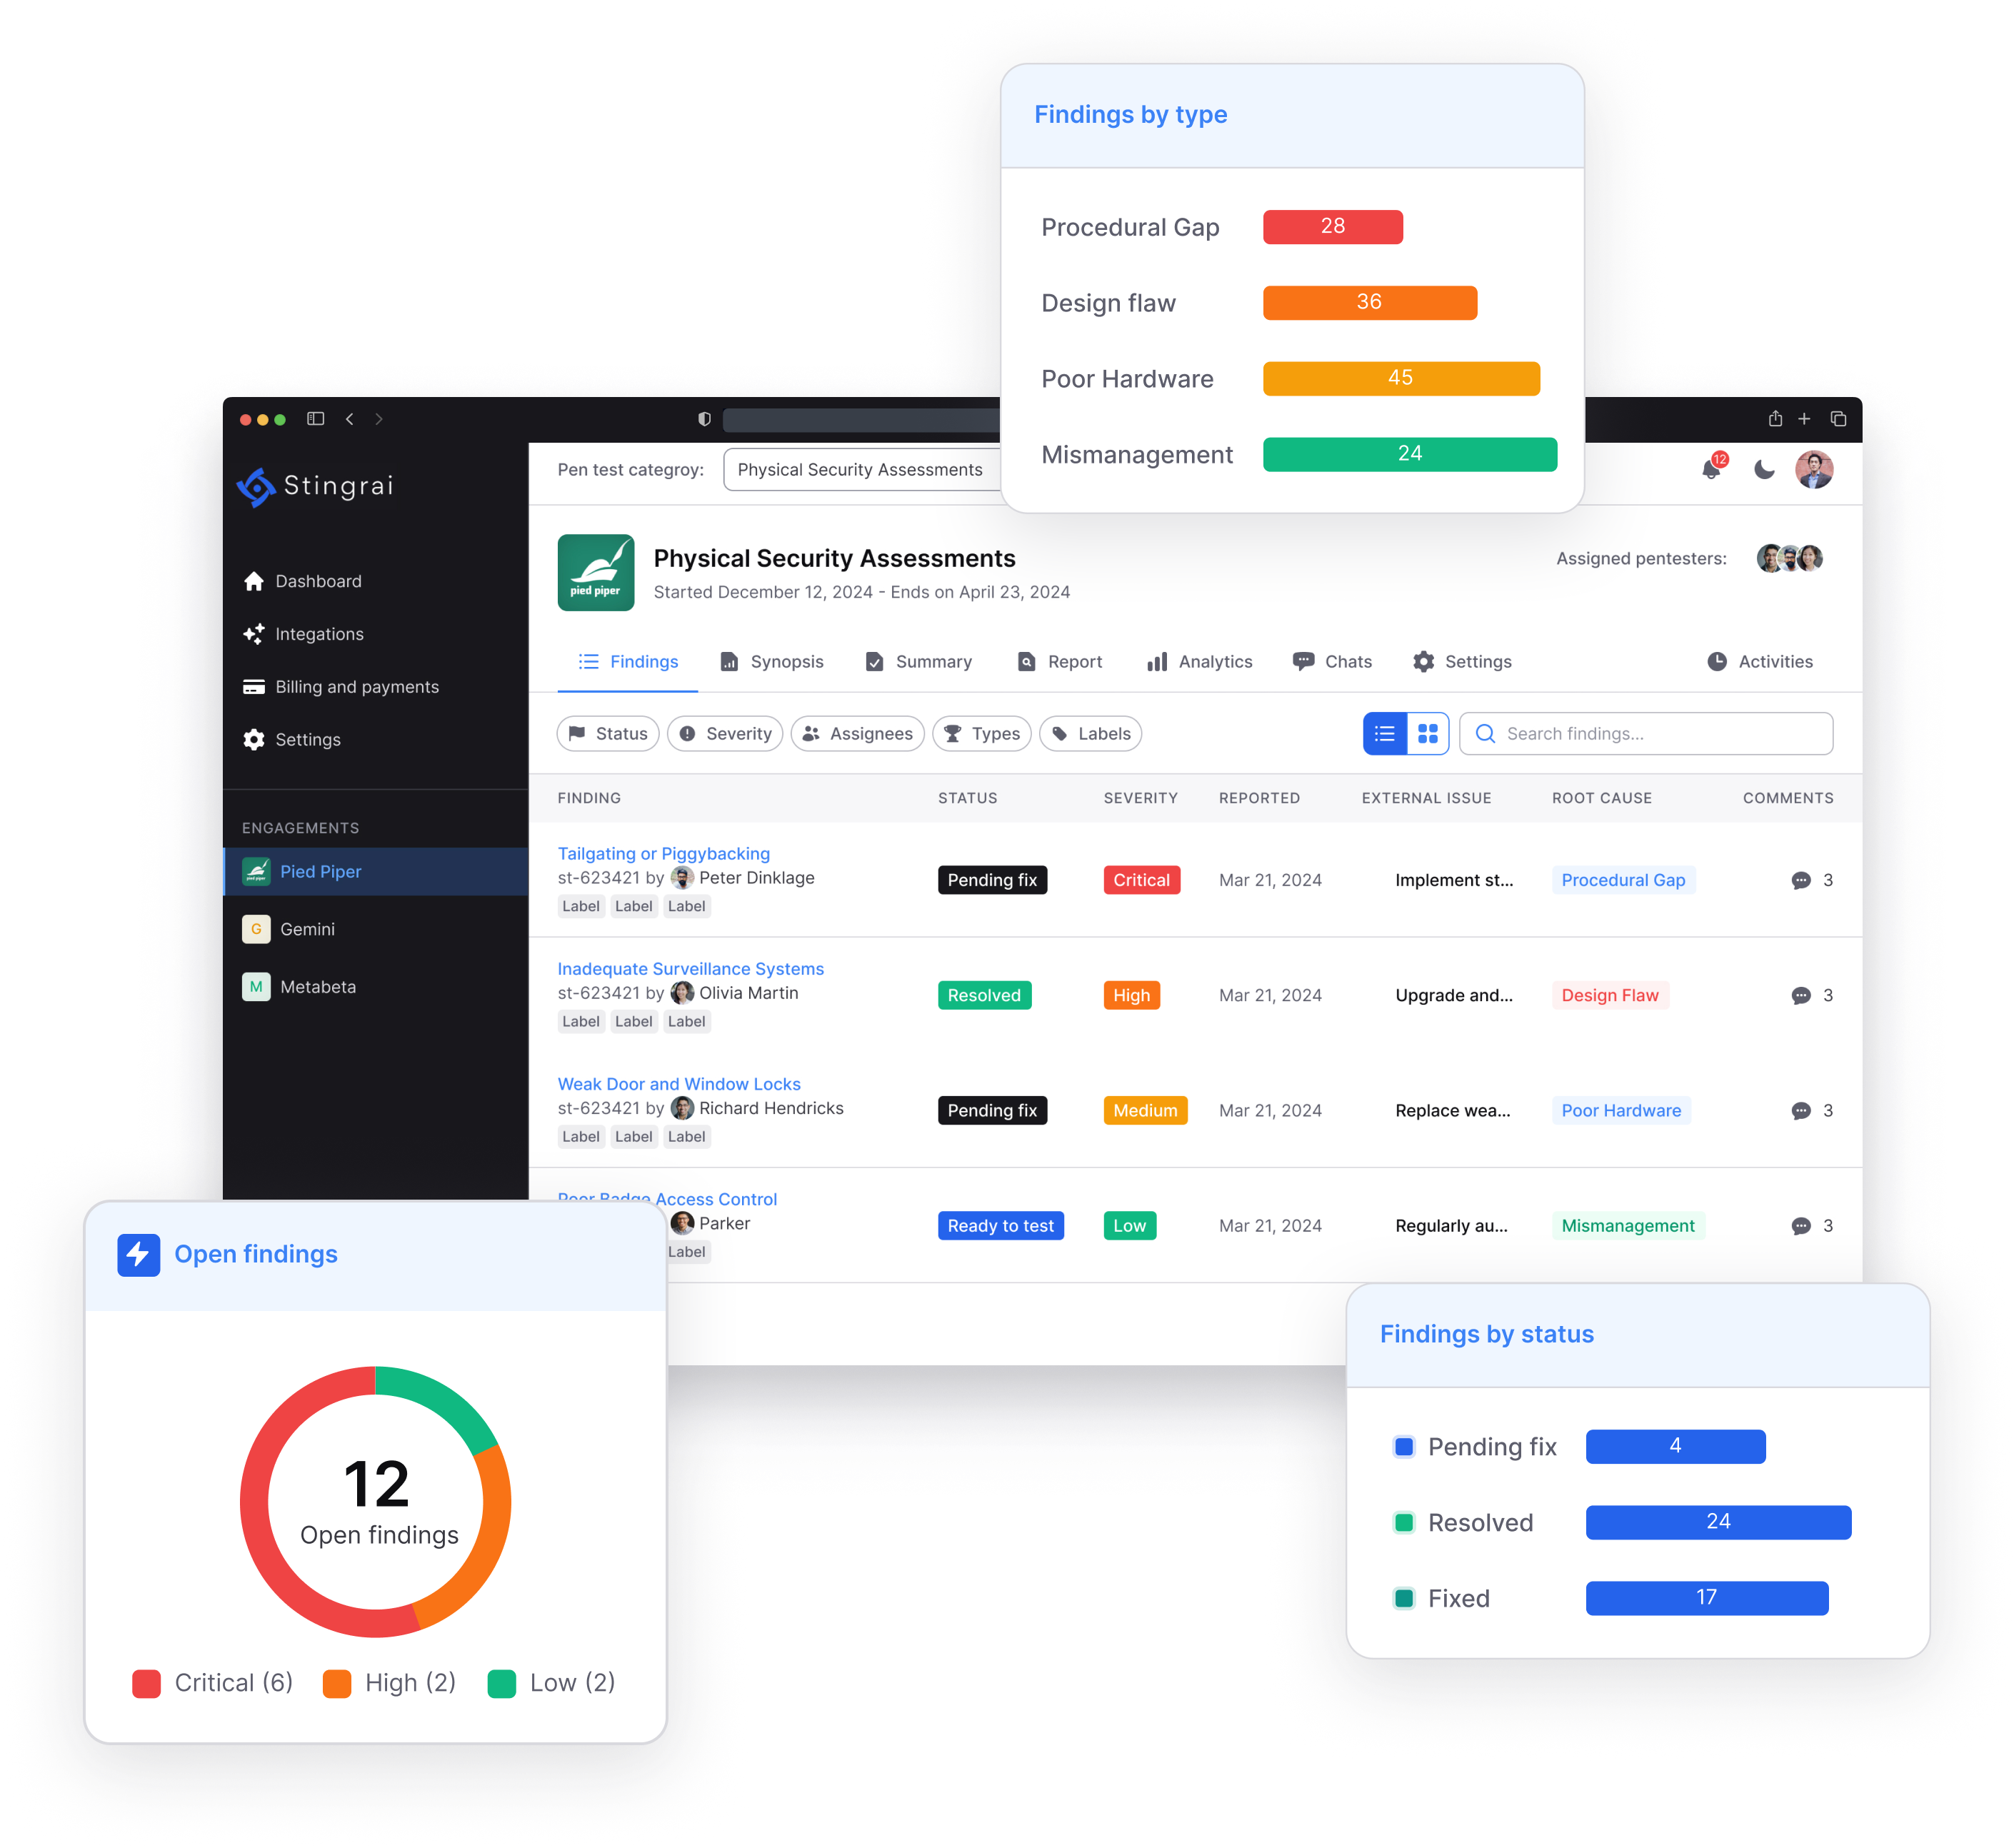 Findings by type
Procedural Gap 28
Design flaw 36
Poor Hardware 45
Mismanagement 24
Stingrai
Pen test categroy: Physical Security Assessments
12
Dashboard
Integations
Billing and payments
Settings
ENGAGEMENTS
pied piper Pied Piper
G Gemini
M Metabeta
pied piper
Physical Security Assessments
Started December 12, 2024 - Ends on April 23, 2024
Assigned pentesters:
Findings Synopsis Summary Report Analytics Chats Settings Activities
Status Severity Assignees Types Labels Search findings...
FINDING STATUS SEVERITY REPORTED EXTERNAL ISSUE ROOT CAUSE COMMENTS
Tailgating or Piggybacking
st-623421 by Peter Dinklage
Label Label Label
Pending fix Critical Mar 21, 2024 Implement st... Procedural Gap 3
Inadequate Surveillance Systems
st-623421 by Olivia Martin
Label Label Label
Resolved High Mar 21, 2024 Upgrade and... Design Flaw 3
Weak Door and Window Locks
st-623421 by Richard Hendricks
Label Label Label
Pending fix Medium Mar 21, 2024 Replace wea... Poor Hardware 3
Poor Badge Access Control
Parker
Label
Ready to test Low Mar 21, 2024 Regularly au... Mismanagement 3
Open findings
12
Open findings
Critical (6) High (2) Low (2)
Findings by status
Pending fix 4
Resolved 24
Fixed 17